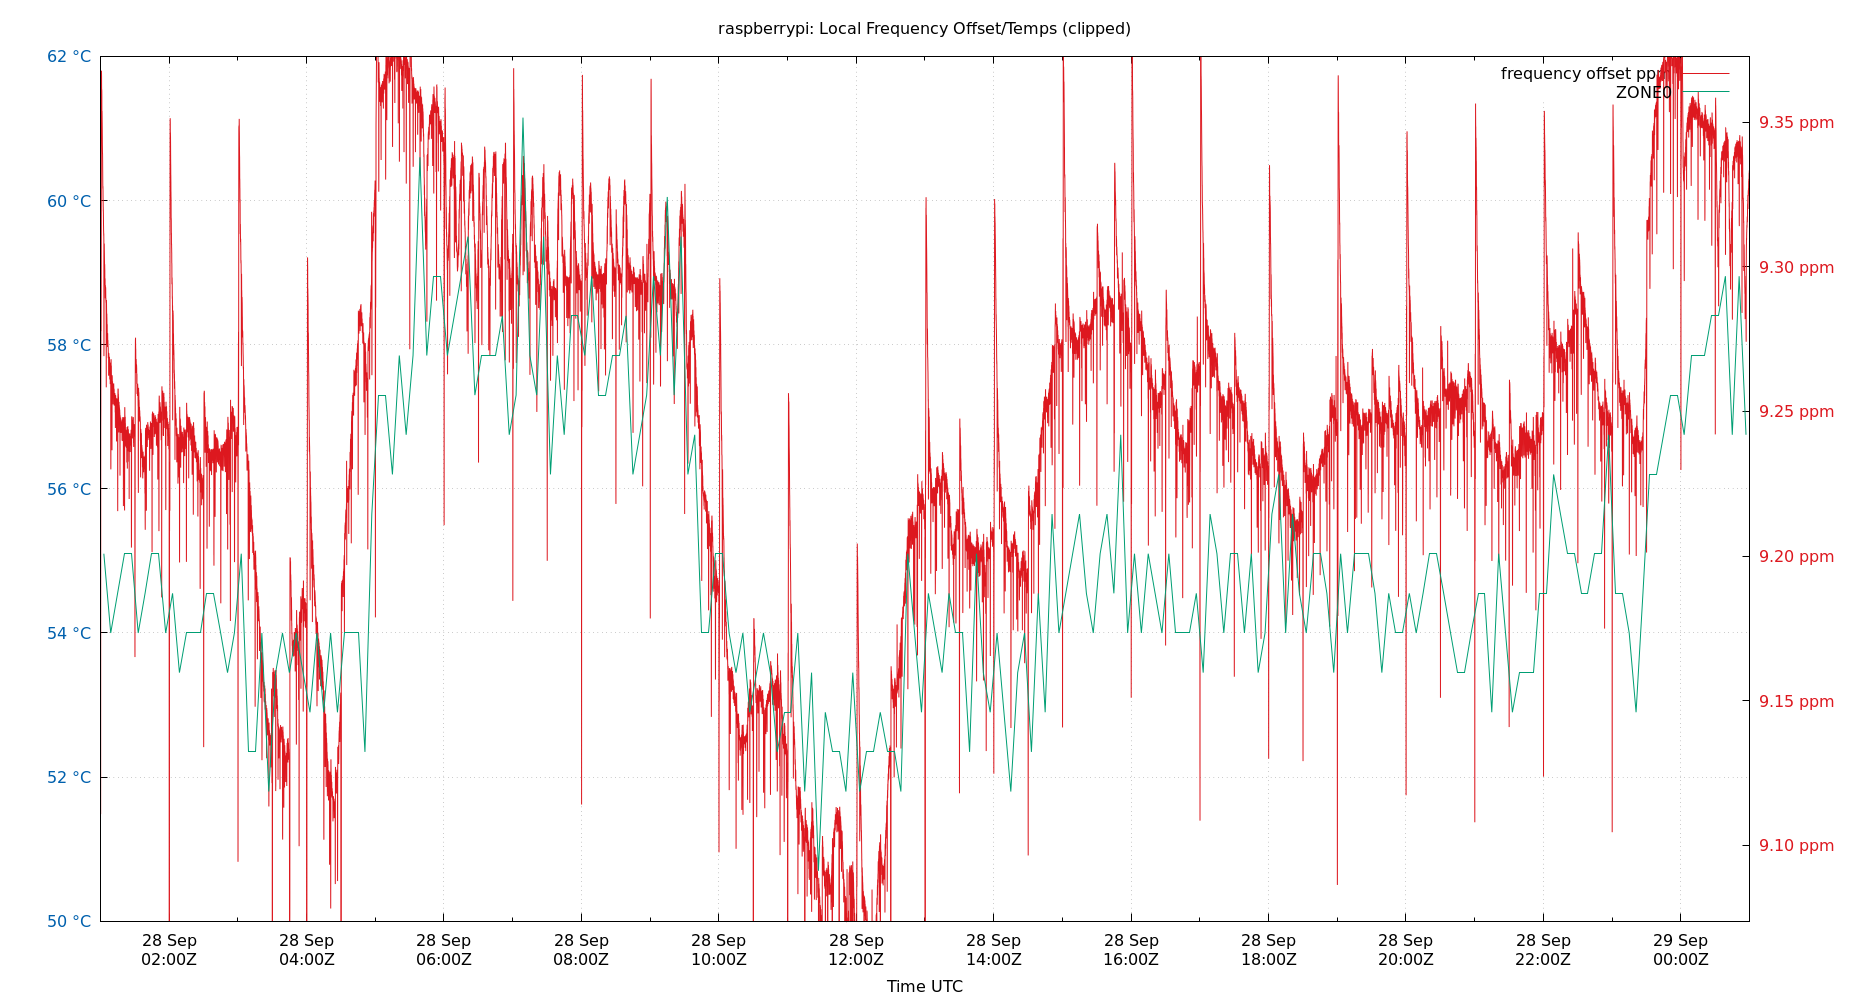 raspberrypi: Local Frequency Offset/Temps (clipped)
62 °C
60 °C
58 °C
56 °C
54 °C
52 °C
50 °C
frequency offset ppm
ZONE0
9.35 ppm
9.30 ppm
9.25 ppm
9.20 ppm
9.15 ppm
9.10 ppm
28 Sep 28 Sep 28 Sep 28 Sep 28 Sep 28 Sep 28 Sep 28 Sep 28 Sep 28 Sep 28 Sep 29 Sep
02:00Z 04:00Z 06:00Z 08:00Z 10:00Z 12:00Z 14:00Z 16:00Z 18:00Z 20:00Z 22:00Z 00:00Z
Time UTC